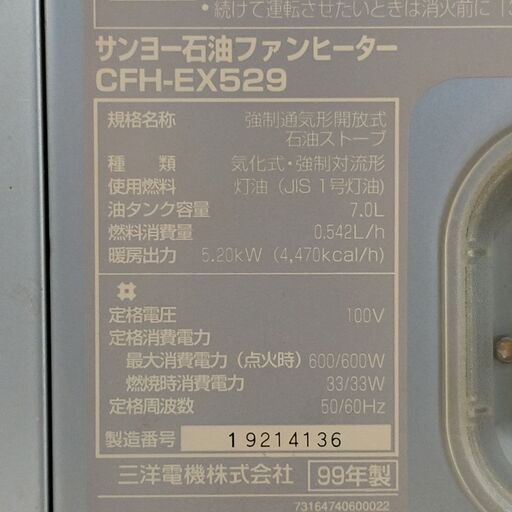 • 続けて運転させたいときは消火前に「
サンヨー石油ファンヒーター
CFH-EX529
規格名称 強制通気形開放式
石油ストーブ
種 類 気化式・強制対流形
使用燃料 灯油 (JIS 1号灯油)
油タンク容量 7.0L
燃料消費量 0.542L/h
暖房出力 5.20kW (4,470kcal/h)
定格電圧 100V
定格消費電力
最大消費電力 (点火時) 600/600W
燃焼時消費電力 33/33W
定格周波数 50/60Hz
製造番号 19214136
三洋電機株式会社 99年製
73164740600022